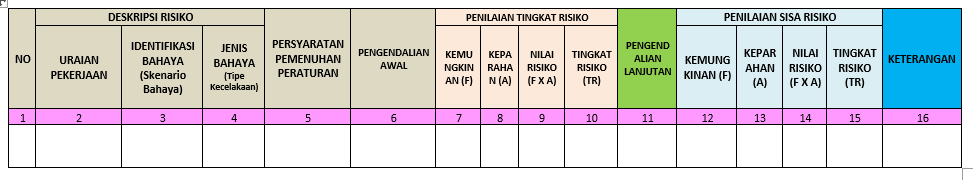 NO
DESKRIPSI RISIKO
URAIAN
PEKERJAAN
IDENTIFIKASI
BAHAYA
(Skenario
Bahaya)
JENIS
BAHAYA
(Tipe
Kecelakaan)
PERSYARATAN
PEMENUHAN
PERATURAN
PENGENDALIAN
AWAL
PENILAIAN TINGKAT RISIKO
KEMU
NGKIN
AN (F)
KEPA
RAHA
N (A)
NILAI
RISIKO
(F X A)
TINGKAT
RISIKO
(TR)
PENGEND
ALIAN
LANJUTAN
PENILAIAN SISA RISIKO
KEMUNG
KINAN (F)
KEPAR
AHAN
(A)
NILAI
RISIKO
(F X A)
TINGKAT
RISIKO
(TR)
KETERANGAN
1 2 3 4 5 6 7 8 9 10 11 12 13 14 15 16